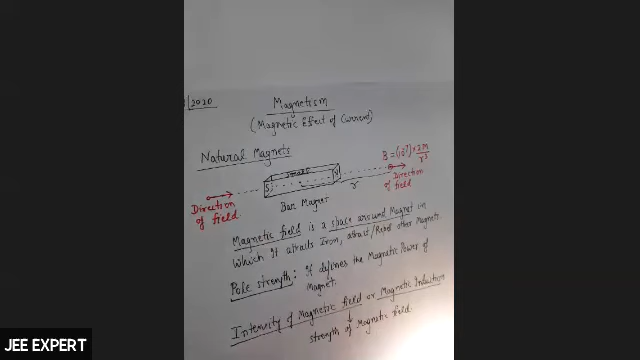 /2020
Magnetism
(Magnetic Effect of Current)
Natural Magnets
B = (10⁻⁷) × 2M/r³
small
S
N
r
Direction of field
Direction of field.
Bar Magnet
Magnetic field is a space around Magnet in
which It attracts Iron, attract/Repel other Magnets
Pole strength: It defines the Magnetic Power of
Magnet.
Intensity of Magnetic field or Magnetic Induction
strength of Magnetic field.
JEE EXPERT